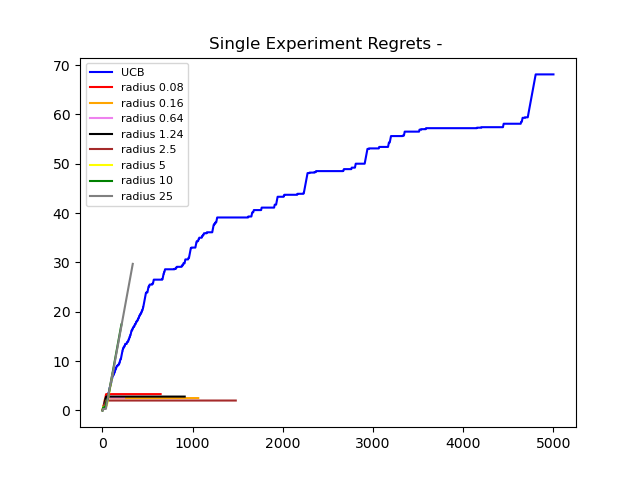 Single Experiment Regrets -
70
60
50
40
30
20
10
0
UCB
radius 0.08
radius 0.16
radius 0.64
radius 1.24
radius 2.5
radius 5
radius 10
radius 25
0 1000 2000 3000 4000 5000